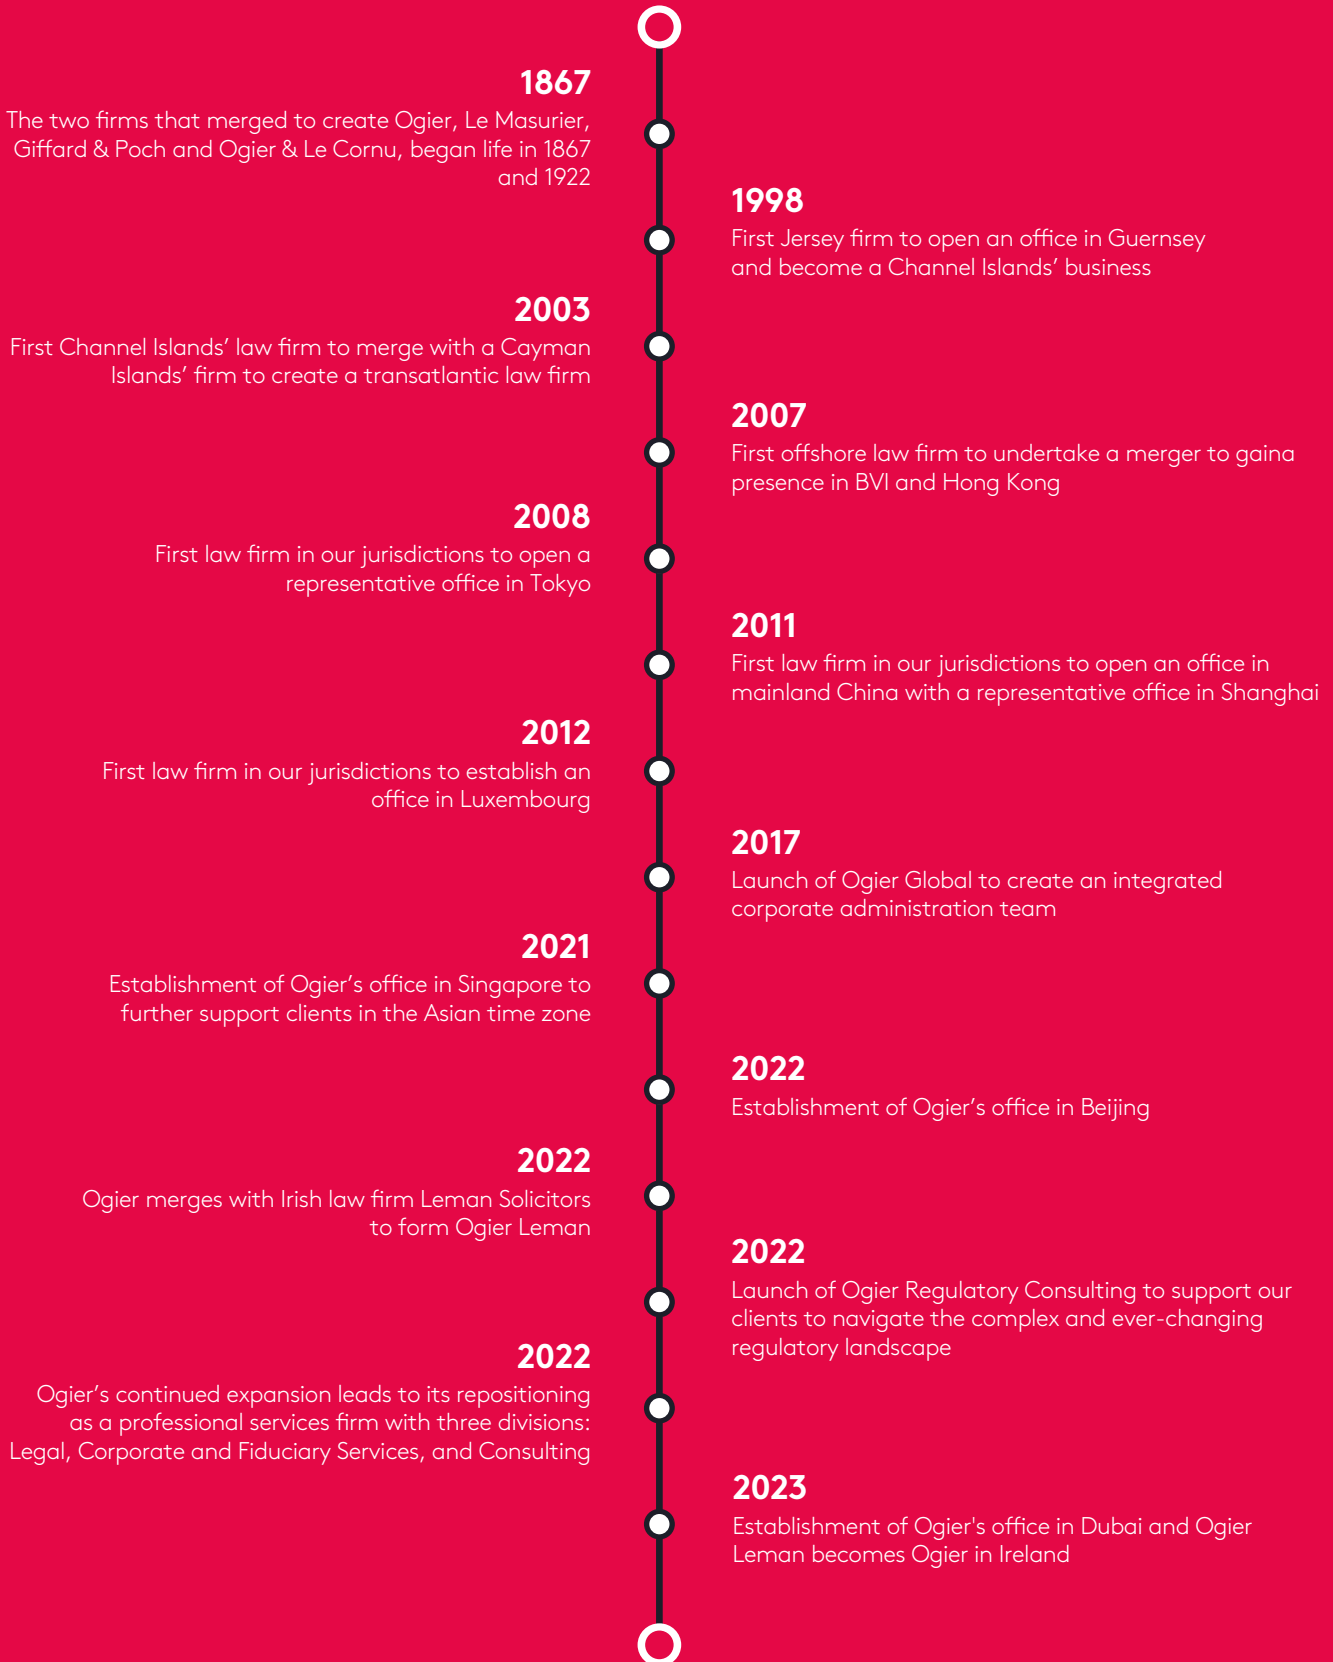 1867
The two firms that merged to create Ogier, Le Masurier,
Giffard & Poch and Ogier & Le Cornu, began life in 1867
and 1922
1998
First Jersey firm to open an office in Guernsey
and become a Channel Islands’ business
2003
First Channel Islands’ law firm to merge with a Cayman
Islands’ firm to create a transatlantic law firm
2007
First offshore law firm to undertake a merger to gaina
presence in BVI and Hong Kong
2008
First law firm in our jurisdictions to open a
representative office in Tokyo
2011
First law firm in our jurisdictions to open an office in
mainland China with a representative office in Shanghai
2012
First law firm in our jurisdictions to establish an
office in Luxembourg
2017
Launch of Ogier Global to create an integrated
corporate administration team
2021
Establishment of Ogier’s office in Singapore to
further support clients in the Asian time zone
2022
Establishment of Ogier’s office in Beijing
2022
Ogier merges with Irish law firm Leman Solicitors
to form Ogier Leman
2022
Launch of Ogier Regulatory Consulting to support our
clients to navigate the complex and ever-changing
regulatory landscape
2022
Ogier’s continued expansion leads to its repositioning
as a professional services firm with three divisions:
Legal, Corporate and Fiduciary Services, and Consulting
2023
Establishment of Ogier's office in Dubai and Ogier
Leman becomes Ogier in Ireland